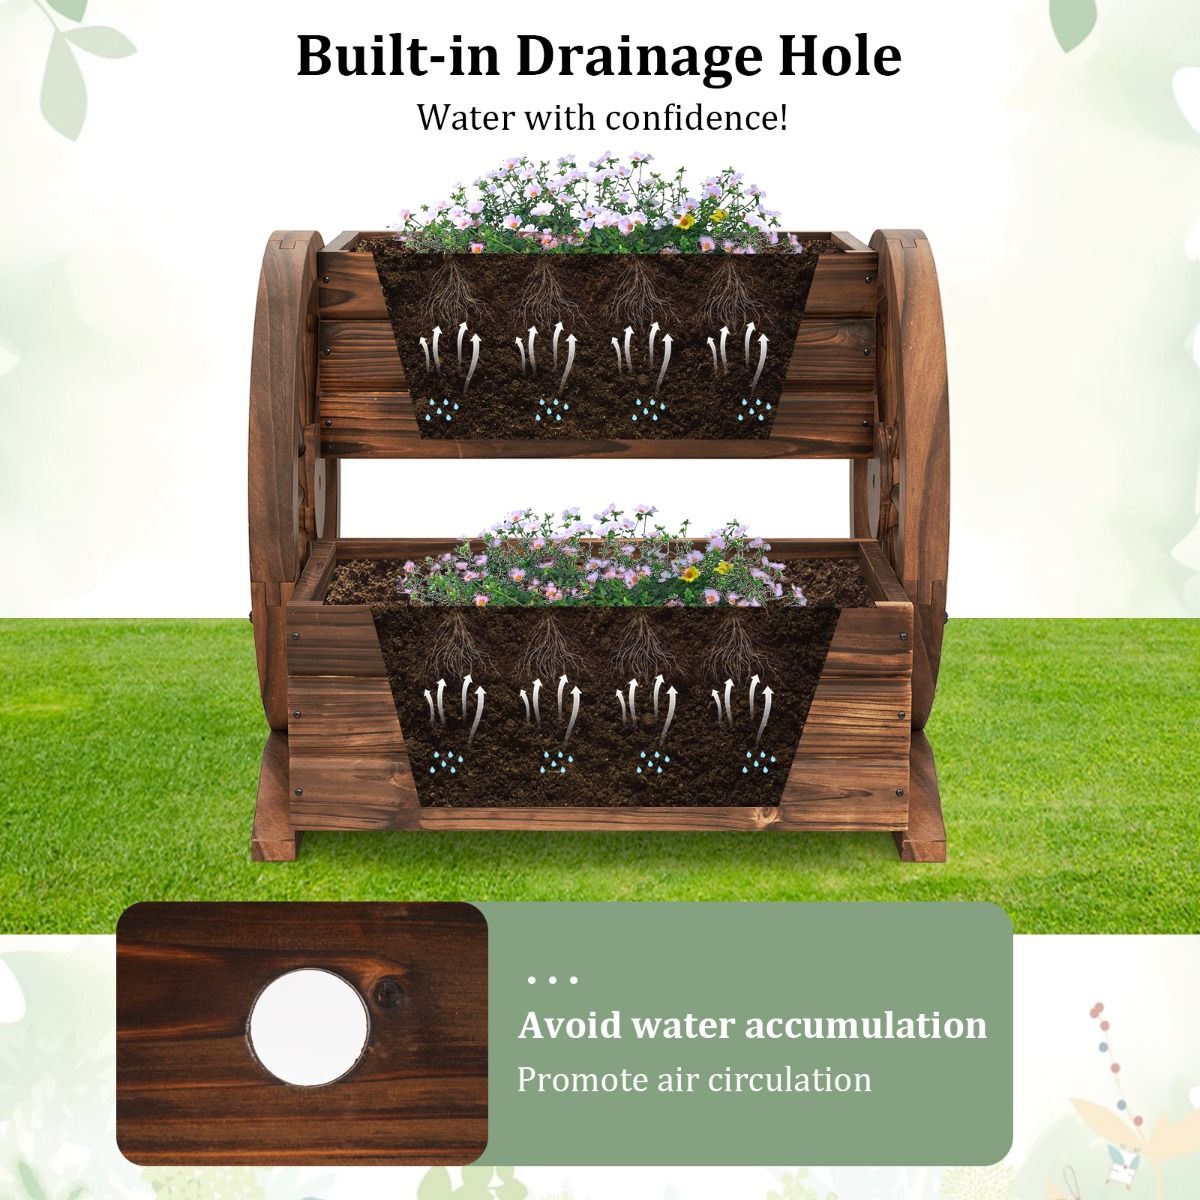 Built-in Drainage Hole
Water with confidence!
Avoid water accumulation
Promote air circulation